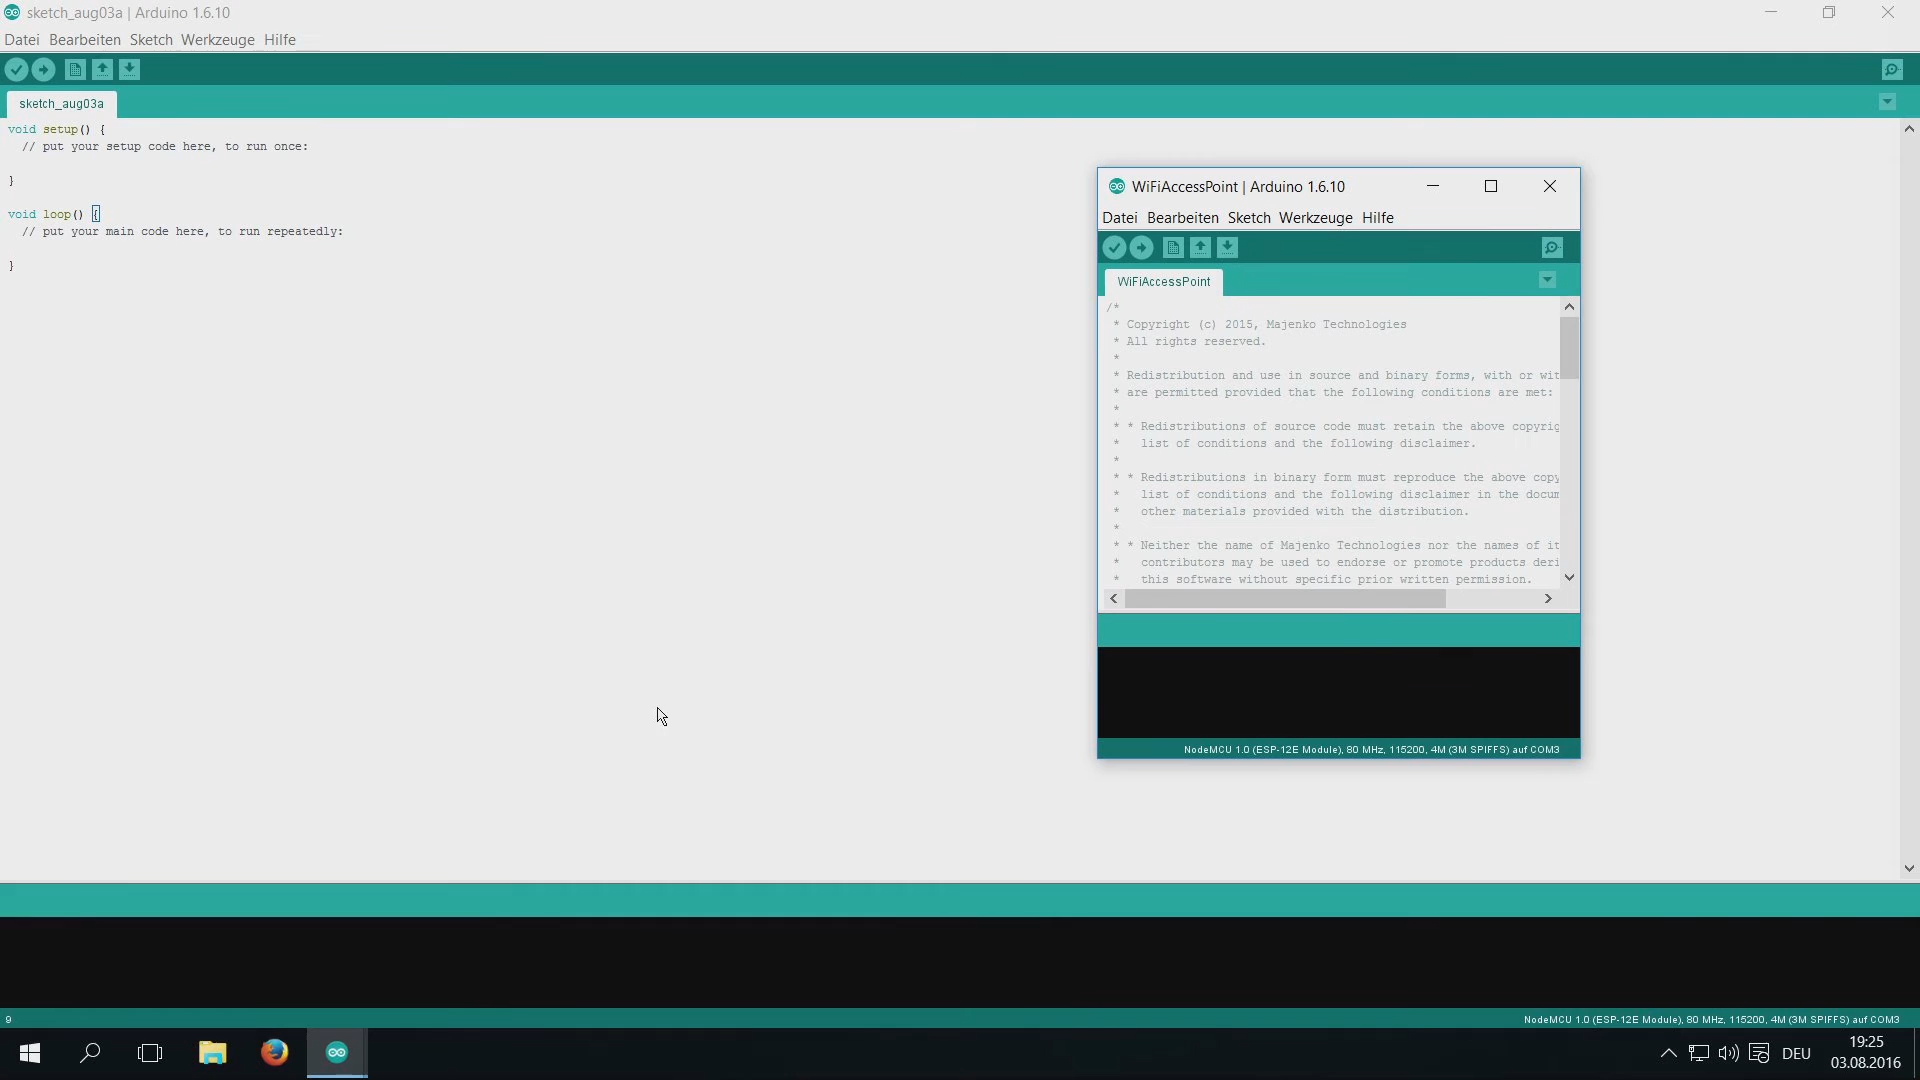 sketch_aug03a | Arduino 1.6.10
Datei Bearbeiten Sketch Werkzeuge Hilfe
sketch_aug03a
void setup() {
  // put your setup code here, to run once:
}
void loop() {
  // put your main code here, to run repeatedly:
}
WiFiAccessPoint | Arduino 1.6.10
Datei Bearbeiten Sketch Werkzeuge Hilfe
WiFiAccessPoint
/*
 * Copyright (c) 2015, Majenko Technologies
 * All rights reserved.
 *
 * Redistribution and use in source and binary forms, with or wit
 * are permitted provided that the following conditions are met:
 *
 * * Redistributions of source code must retain the above copyrig
 *   list of conditions and the following disclaimer.
 *
 * * Redistributions in binary form must reproduce the above copy
 *   list of conditions and the following disclaimer in the docum
 *   other materials provided with the distribution.
 *
 * * Neither the name of Majenko Technologies nor the names of it
 *   contributors may be used to endorse or promote products deri
 *   this software without specific prior written permission.
NodeMCU 1.0 (ESP-12E Module), 80 MHz, 115200, 4M (3M SPIFFS) auf COM3
9
NodeMCU 1.0 (ESP-12E Module), 80 MHz, 115200, 4M (3M SPIFFS) auf COM3
DEU
19:25
03.08.2016